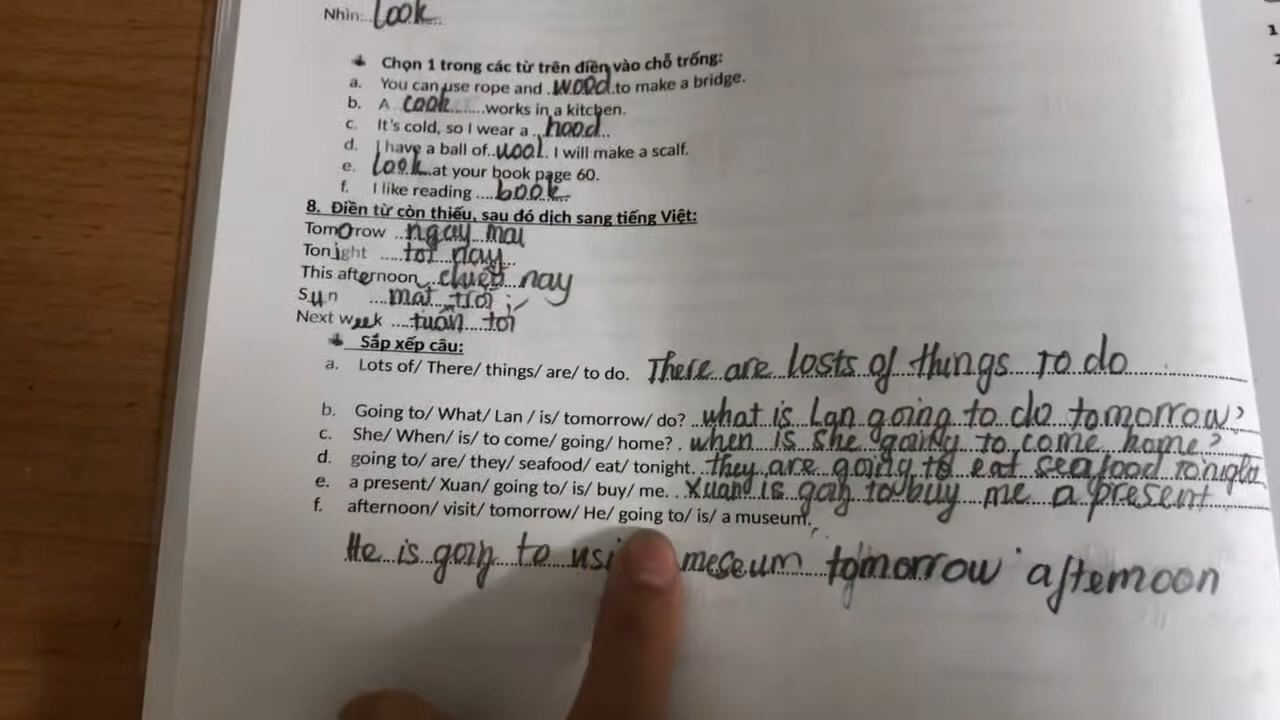 Nhìn...look...
Chọn 1 trong các từ trên điền vào chỗ trống:
a. You can use rope and .wood.to make a bridge.
b. A cook........works in a kitchen.
c. It's cold, so I wear a ..hood..
d. I have a ball of..uool.. I will make a scalf.
e. look..at your book page 60.
f. I like reading ....book...
8. Điền từ còn thiếu, sau đó dịch sang tiếng Việt:
Tomorow ..ngay mai
Tonight .....tối nay...
This afternoon ...chiều nay
Sun ....mat trời
Next week ....tuần tới
Sắp xếp câu:
a. Lots of/ There/ things/ are/ to do. There are losts of things to do
b. Going to/ What/ Lan / is/ tomorrow/ do? ..what is Lan going to do tomorrow?
c. She/ When/ is/ to come/ going/ home? . when is she going to come home?
d. going to/ are/ they/ seafood/ eat/ tonight. ..they are going to eat seafood
e. a present/ Xuan/ going to/ is/ buy/ me. ..Xuan is gong to buy me a present
f. afternoon/ visit/ tomorrow/ He/ going to/ is/ a museum.
He is gong to meseum tomorrow afternoon
1
2